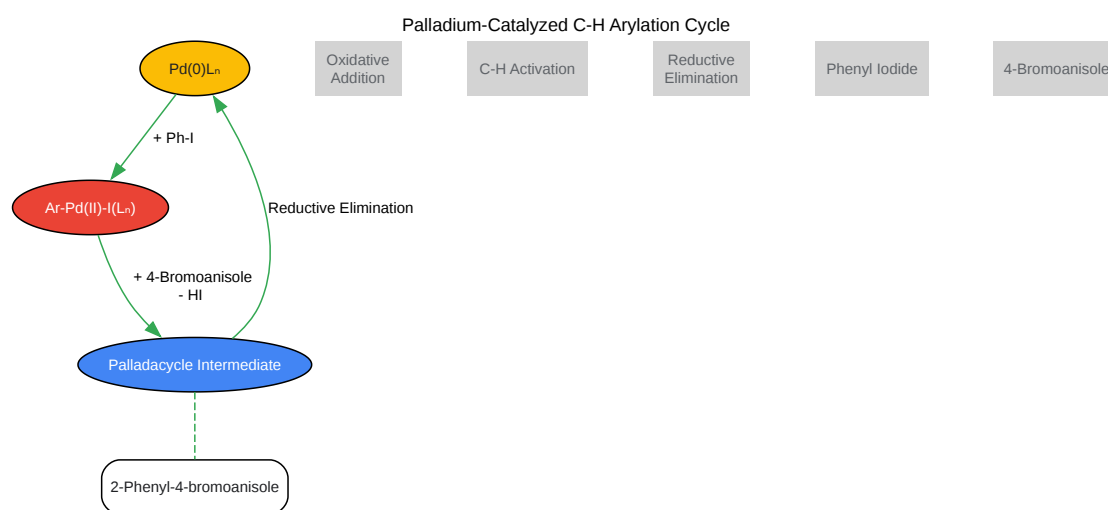 Palladium-Catalyzed C-H Arylation Cycle
Pd(0)Lₙ
Oxidative
Addition
C-H Activation
Reductive
Elimination
Phenyl Iodide
4-Bromoanisole
+ Ph-I
Ar-Pd(II)-I(Lₙ)
Reductive Elimination
+ 4-Bromoanisole
- HI
Palladacycle Intermediate
2-Phenyl-4-bromoanisole